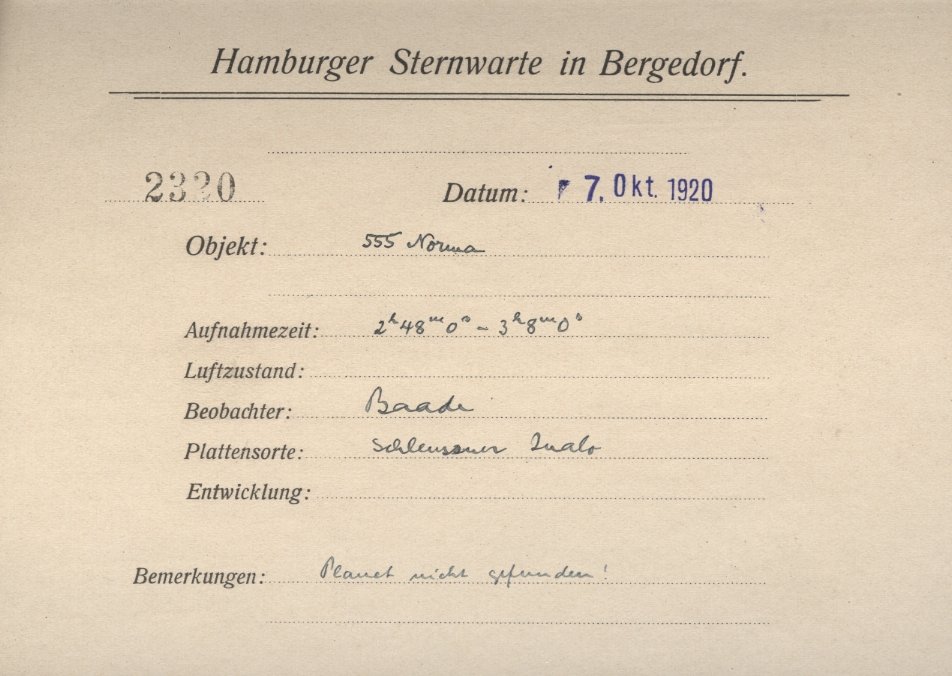 Hamburger Sternwarte in Bergedorf.
2320 Datum: 7. Okt. 1920
Objekt: 555 Norma
Aufnahmezeit: 2ʰ48ᵐ0ˢ – 3ʰ8ᵐ0ˢ
Luftzustand:
Beobachter: Baade
Plattensorte: Schleussner
Entwicklung:
Bemerkungen: Planet nicht gefunden!